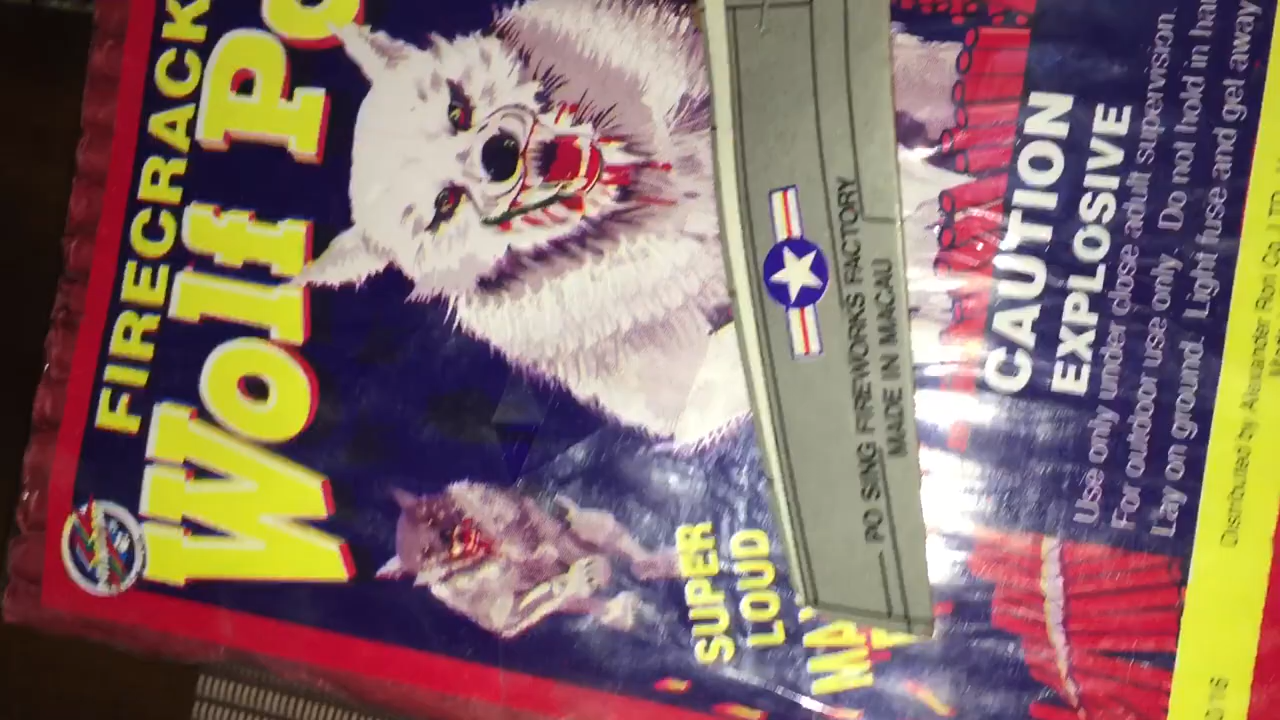 FIRECRACK
Wolf P
SUPER
LOUD
PO SING FIREWORKS FACTORY
MADE IN MACAU
CAUTION
EXPLOSIVE
Use only under close adult supervision.
For outdoor use only. Do not hold in
Lay on ground. Light fuse and get away
Distributed by Alexander Ron Co. LTD